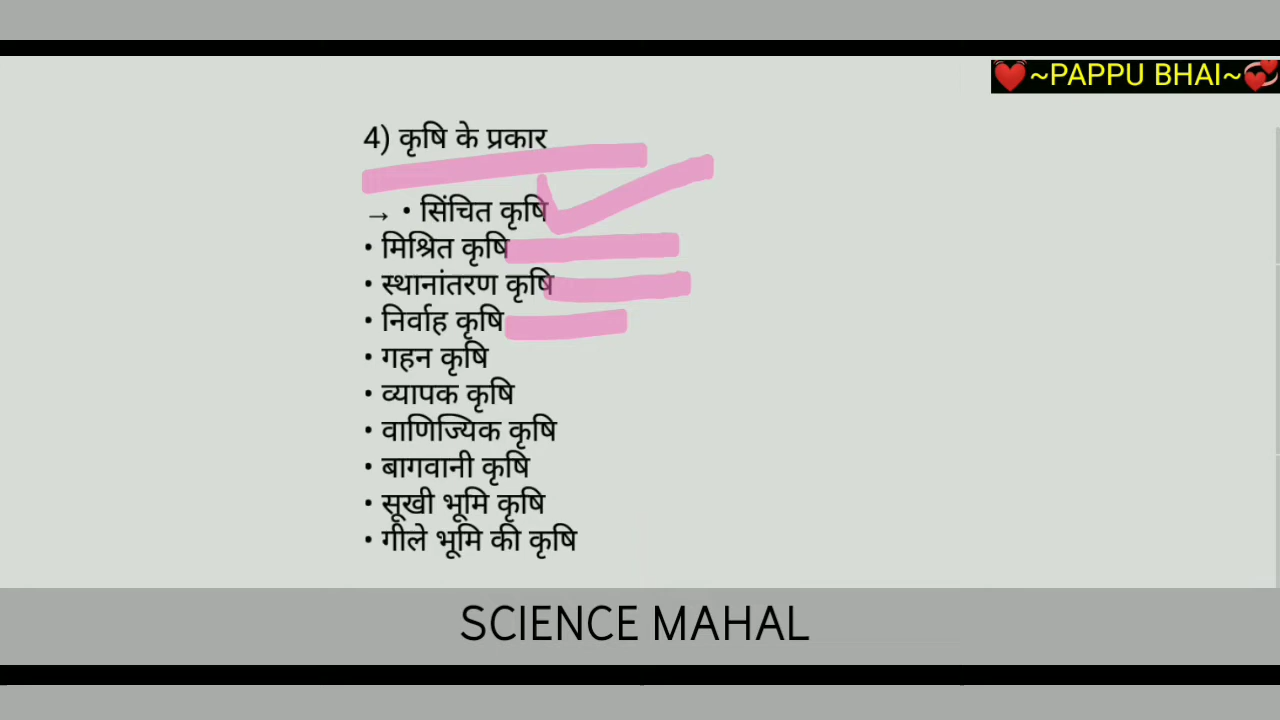 ❤️~PAPPU BHAI~💞
4) कृषि के प्रकार
→ • सिंचित कृषि
• मिश्रित कृषि
• स्थानांतरण कृषि
• निर्वाह कृषि
• गहन कृषि
• व्यापक कृषि
• वाणिज्यिक कृषि
• बागवानी कृषि
• सूखी भूमि कृषि
• गीले भूमि की कृषि
SCIENCE MAHAL